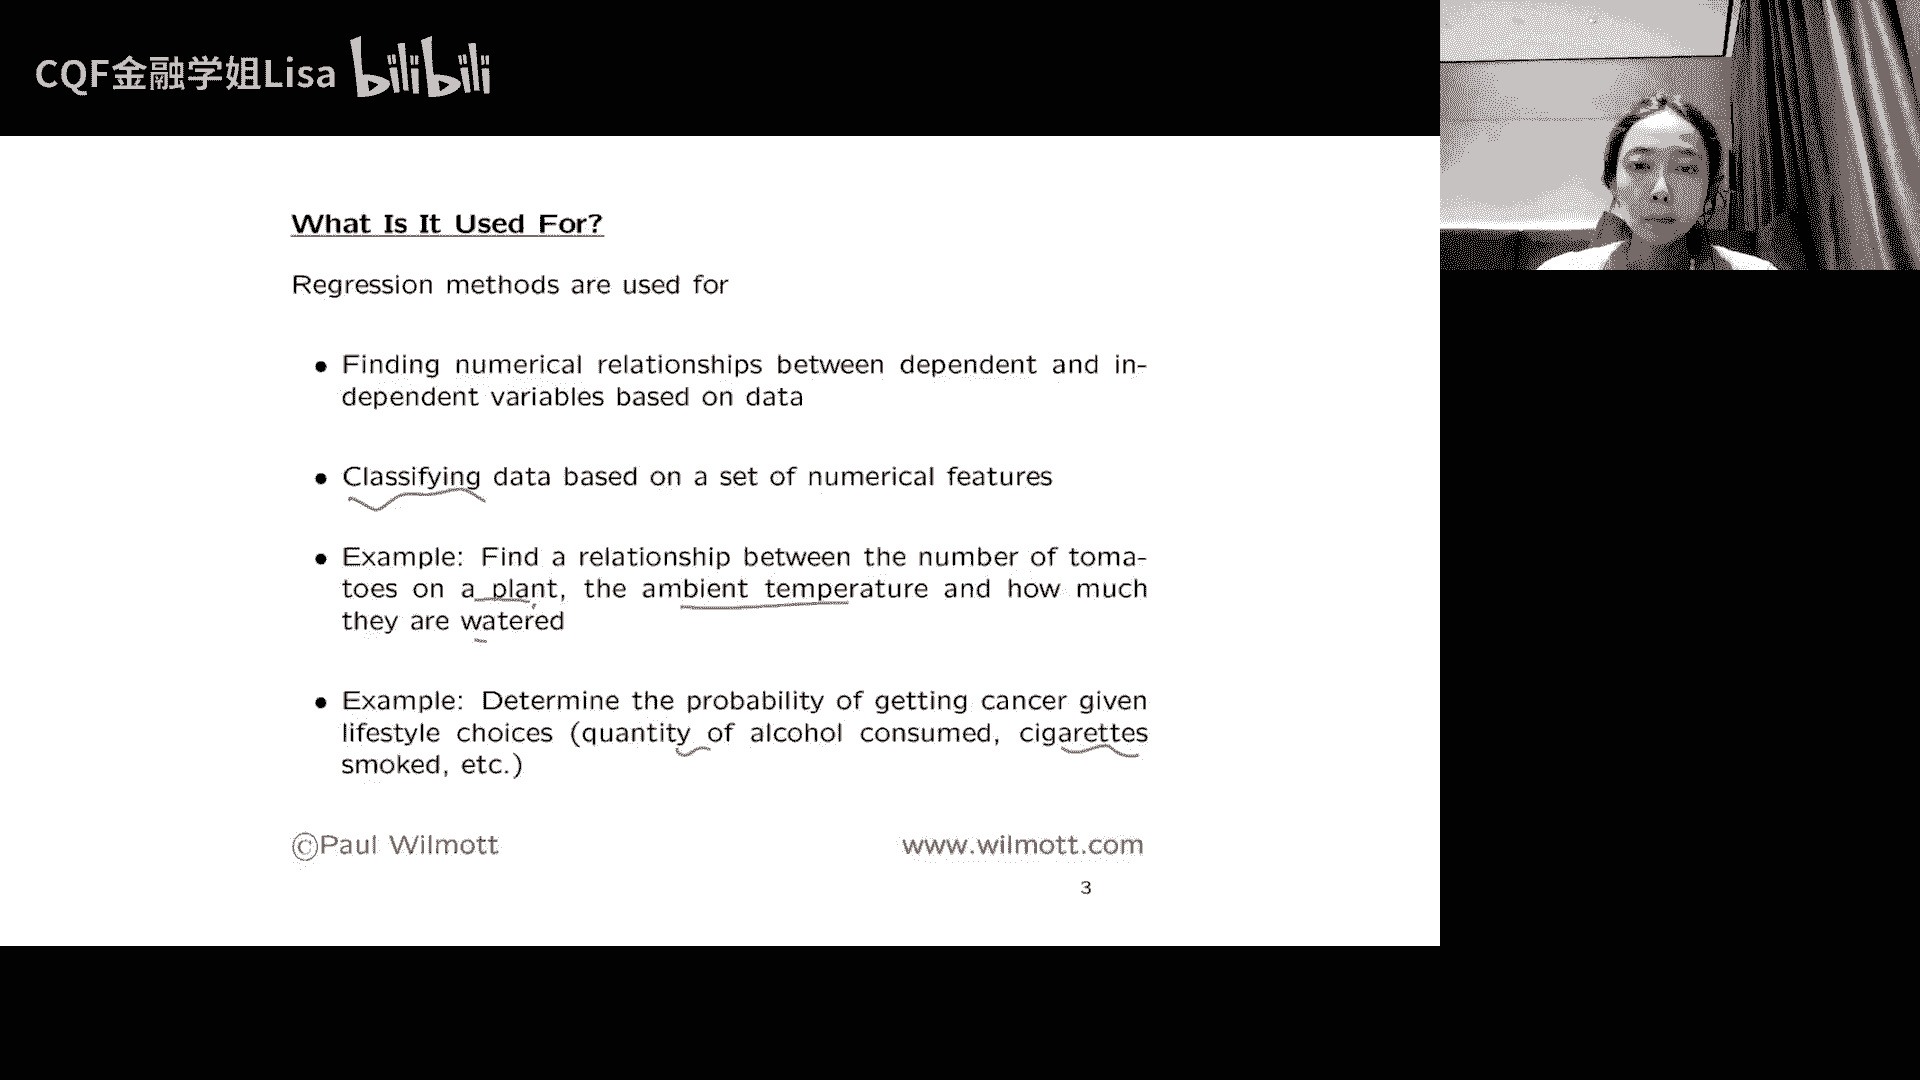 CQF金融学姐Lisa bilibili
What Is It Used For?
Regression methods are used for
• Finding numerical relationships between dependent and in-
dependent variables based on data
• Classifying data based on a set of numerical features
• Example: Find a relationship between the number of toma-
toes on a plant, the ambient temperature and how much
they are watered
• Example: Determine the probability of getting cancer given
lifestyle choices (quantity of alcohol consumed, cigarettes
smoked, etc.)
©Paul Wilmott www.wilmott.com
3